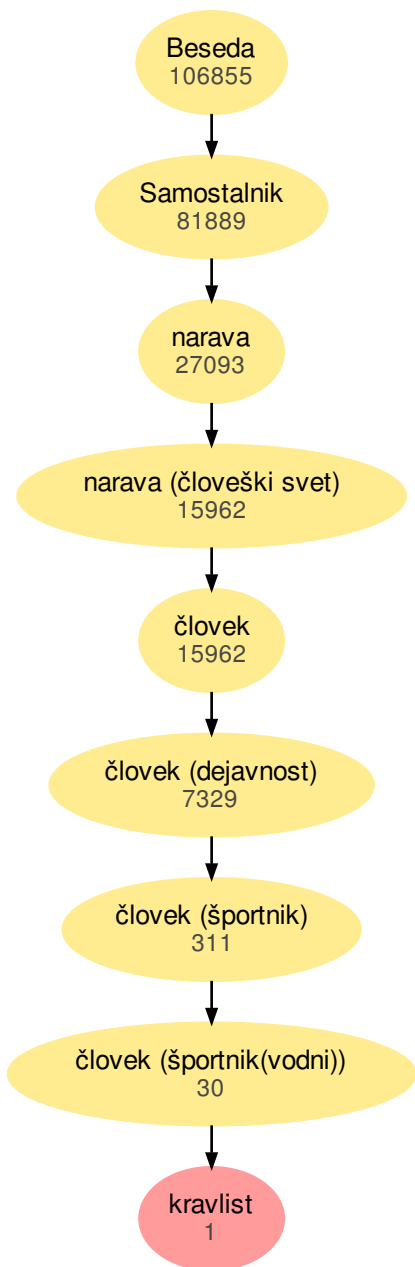 Beseda
106855
Samostalnik
81889
narava
27093
narava (človeški svet)
15962
človek
15962
človek (dejavnost)
7329
človek (športnik)
311
človek (športnik(vodni))
30
kravlist
1